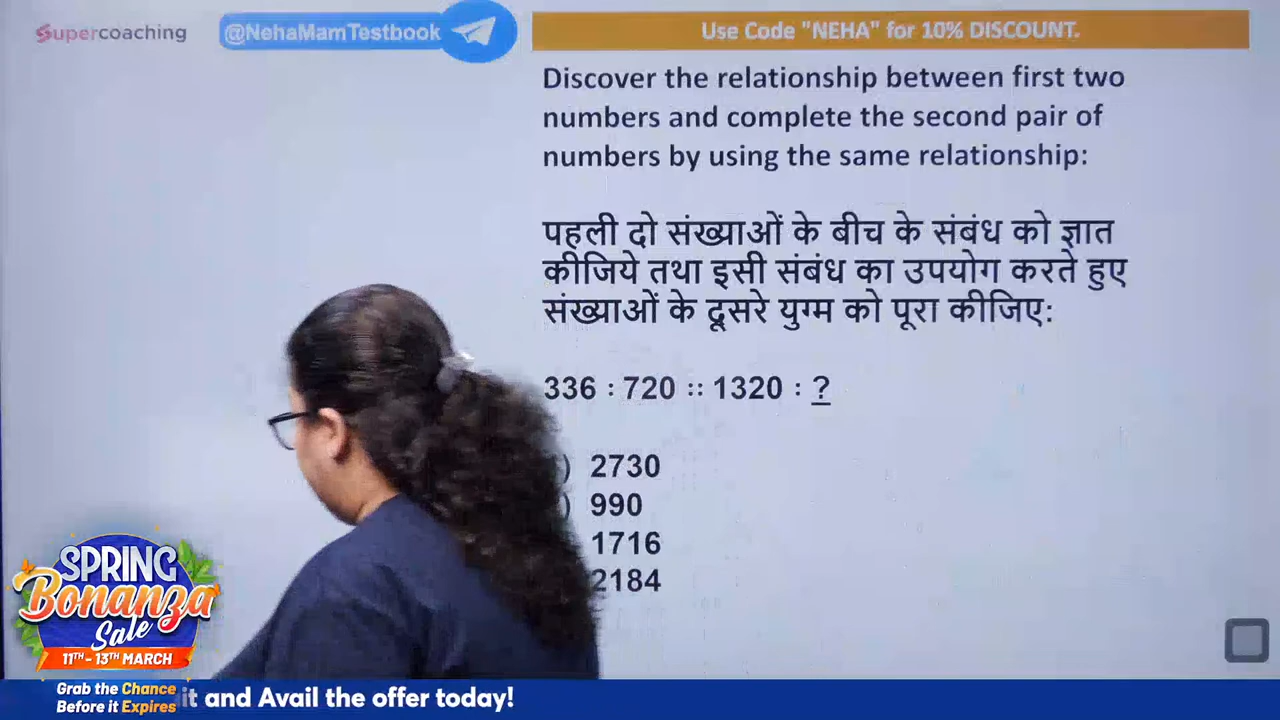 Supercoaching
@NehaMamTestbook
Use Code "NEHA" for 10% DISCOUNT.
Discover the relationship between first two
numbers and complete the second pair of
numbers by using the same relationship:
पहली दो संख्याओं के बीच के संबंध को ज्ञात
कीजिये तथा इसी संबंध का उपयोग करते हुए
संख्याओं के दूसरे युग्म को पूरा कीजिए:
336 : 720 :: 1320 : ?
) 2730
) 990
1716
2184
SPRING
Bonanza
Sale
11TH - 13TH MARCH
Grab the Chance
Before it Expires
it and Avail the offer today!